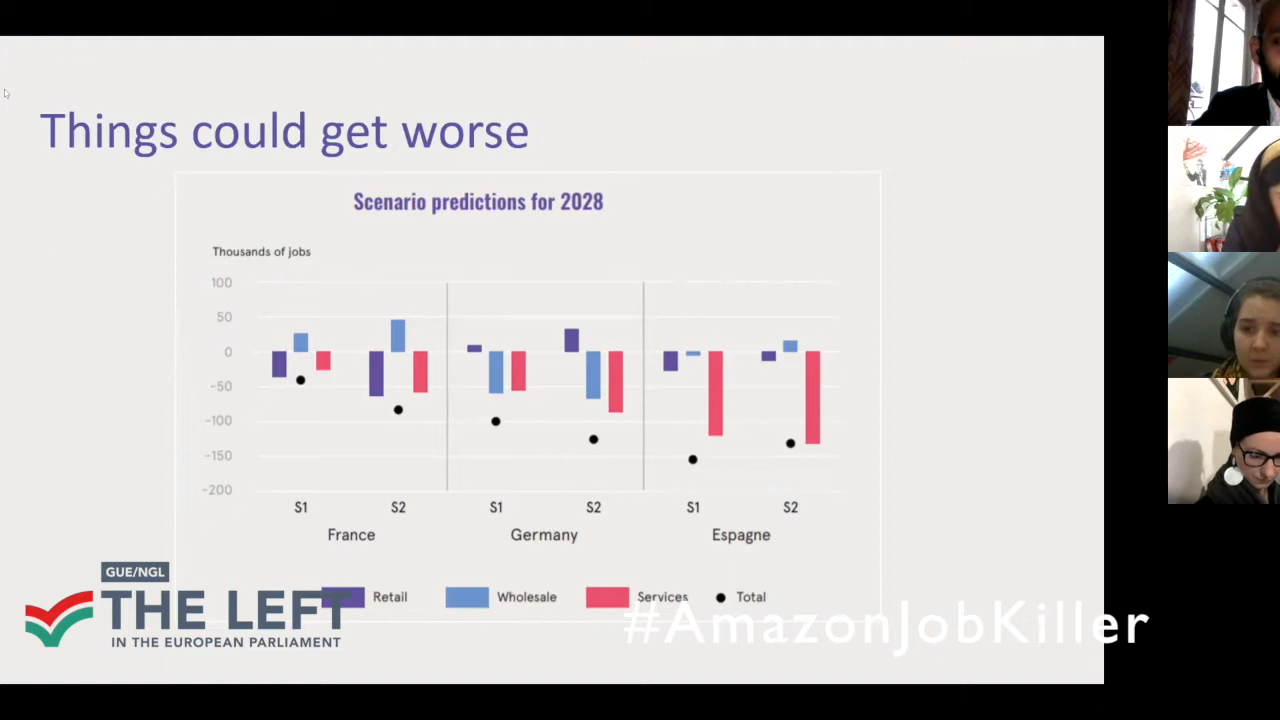 Things could get worse
Scenario predictions for 2028
Thousands of jobs
100
50
0
-50
-100
-150
-200
S1 S2 S1 S2 S1 S2
France Germany Espagne
Retail Wholesale Services Total
GUE/NGL
THE LEFT
IN THE EUROPEAN PARLIAMENT
#AmazonJobKiller